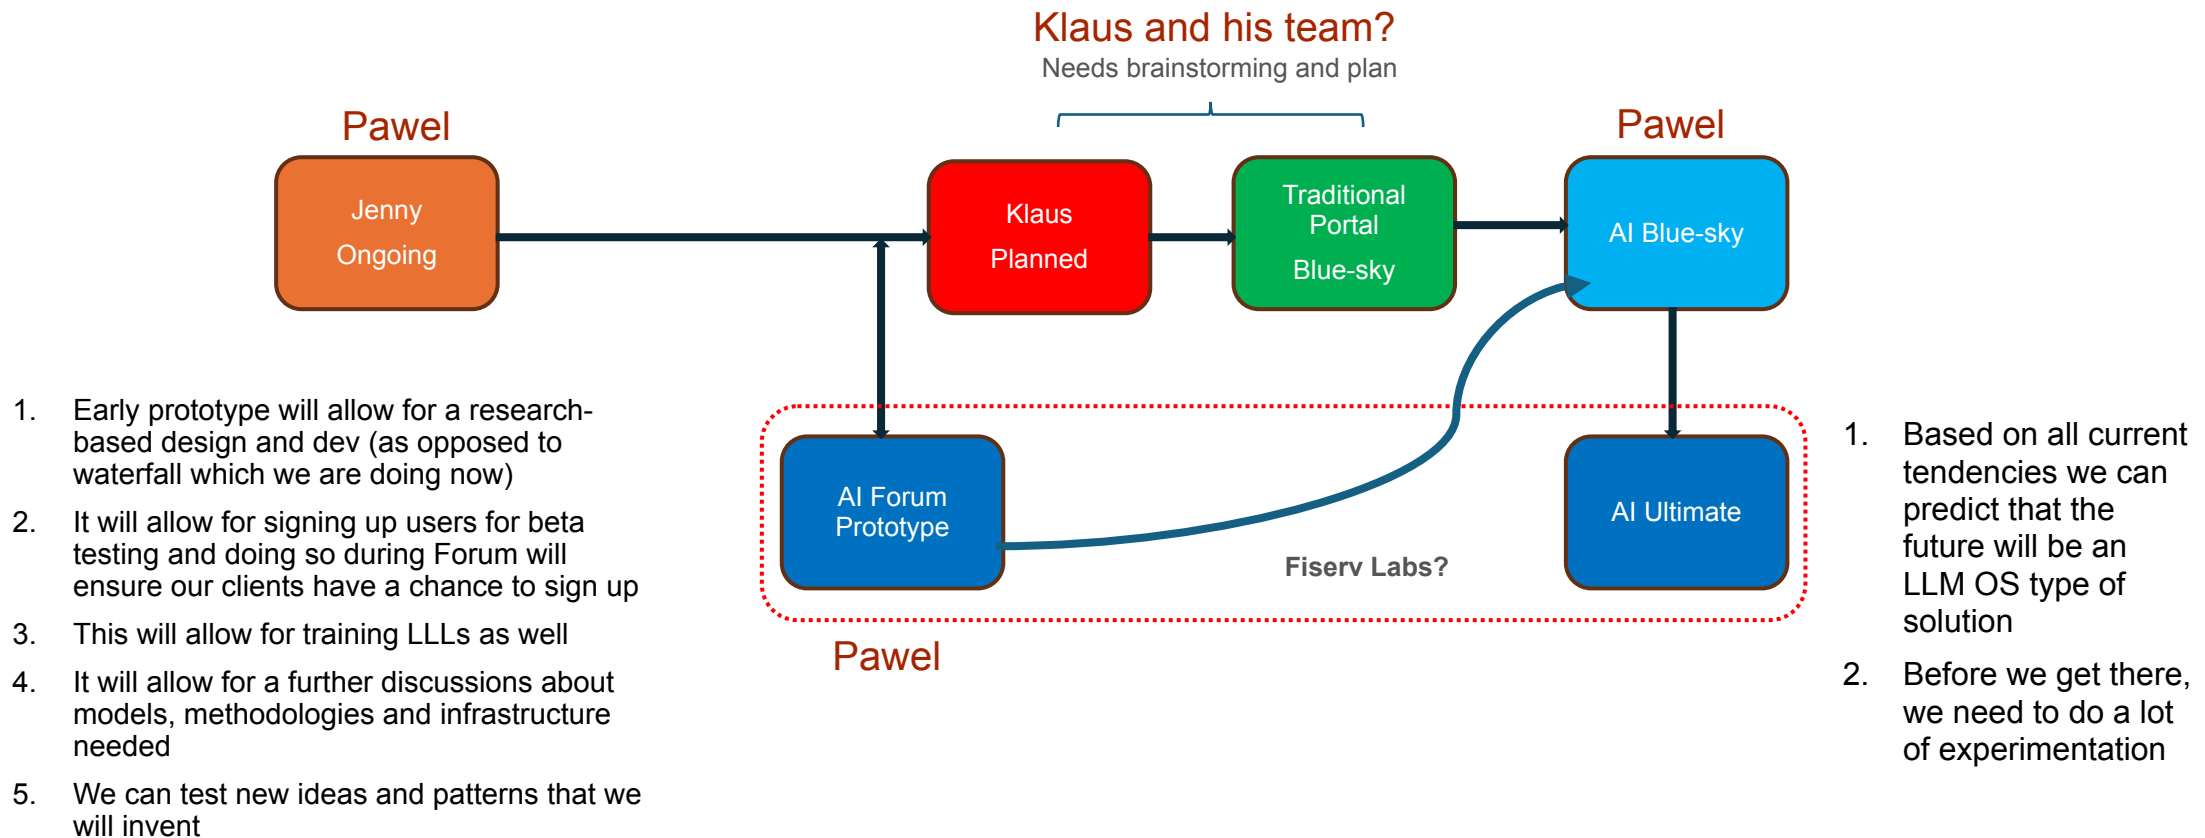 Klaus and his team?
Needs brainstorming and plan
Pawel
Pawel
Jenny
Ongoing
Klaus
Planned
Traditional
Portal
Blue-sky
AI Blue-sky
1. Early prototype will allow for a research-
based design and dev (as opposed to
waterfall which we are doing now)
2. It will allow for signing up users for beta
testing and doing so during Forum will
ensure our clients have a chance to sign up
3. This will allow for training LLLs as well
4. It will allow for a further discussions about
models, methodologies and infrastructure
needed
5. We can test new ideas and patterns that we
will invent
AI Forum
Prototype
Fiserv Labs?
AI Ultimate
Pawel
1. Based on all current
tendencies we can
predict that the
future will be an
LLM OS type of
solution
2. Before we get there,
we need to do a lot
of experimentation